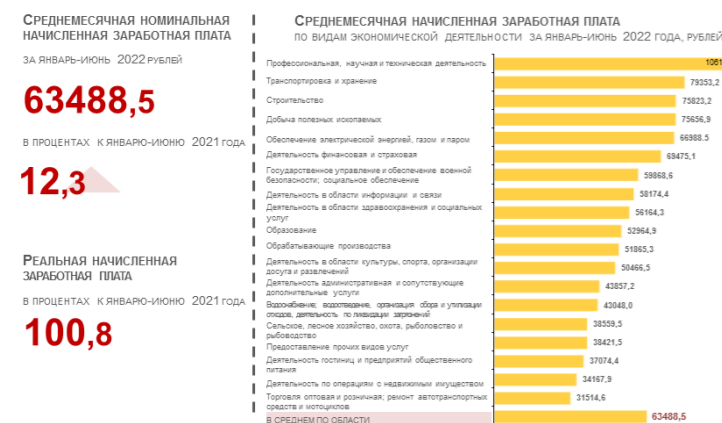 СРЕДНЕМЕСЯЧНАЯ НОМИНАЛЬНАЯ
НАЧИСЛЕННАЯ ЗАРАБОТНАЯ ПЛАТА
ЗА ЯНВАРЬ-ИЮНЬ 2022 РУБЛЕЙ
63488,5
В ПРОЦЕНТАХ К ЯНВАРЮ-ИЮНЮ 2021 ГОДА
12,3
РЕАЛЬНАЯ НАЧИСЛЕННАЯ
ЗАРАБОТНАЯ ПЛАТА
В ПРОЦЕНТАХ К ЯНВАРЮ-ИЮНЮ 2021 ГОДА
100,8
СРЕДНЕМЕСЯЧНАЯ НАЧИСЛЕННАЯ ЗАРАБОТНАЯ ПЛАТА
ПО ВИДАМ ЭКОНОМИЧЕСКОЙ ДЕЯТЕЛЬНОСТИ ЗА ЯНВАРЬ-ИЮНЬ 2022 ГОДА, РУБЛЕЙ
Профессиональная, научная и техническая деятельность 1061
Транспортировка и хранение 79353,2
Строительство 75823,2
Добыча полезных ископаемых 75656,9
Обеспечение электрической энергией, газом и паром 66988.5
Деятельность финансовая и страховая 69475,1
Государственное управление и обеспечение военной
безопасности; социальное обеспечение 59868,6
Деятельность в области информации и связи 58174,4
Деятельность в области здравоохранения и социальных
услуг 56164,3
Образование 52964,9
Обрабатывающие производства 51865,3
Деятельность в области культуры, спорта, организации
досуга и развлечений 50466,5
Деятельность административная и сопутствующие
дополнительные услуги 43857,2
Водоснабжение; водоотведение, организация сбора и утилизации
отходов, деятельность по ликвидации загрязнений 43048,0
Сельское, лесное хозяйство, охота, рыболовство и
рыбоводство 38559,5
Предоставление прочих видов услуг 38421,5
Деятельность гостиниц и предприятий общественного
питания 37074,4
Деятельность по операциям с недвижимым имуществом 34167,9
Торговля оптовая и розничная; ремонт автотранспортных
средств и мотоциклов 31514,6
В СРЕДНЕМ ПО ОБЛАСТИ 63488,5